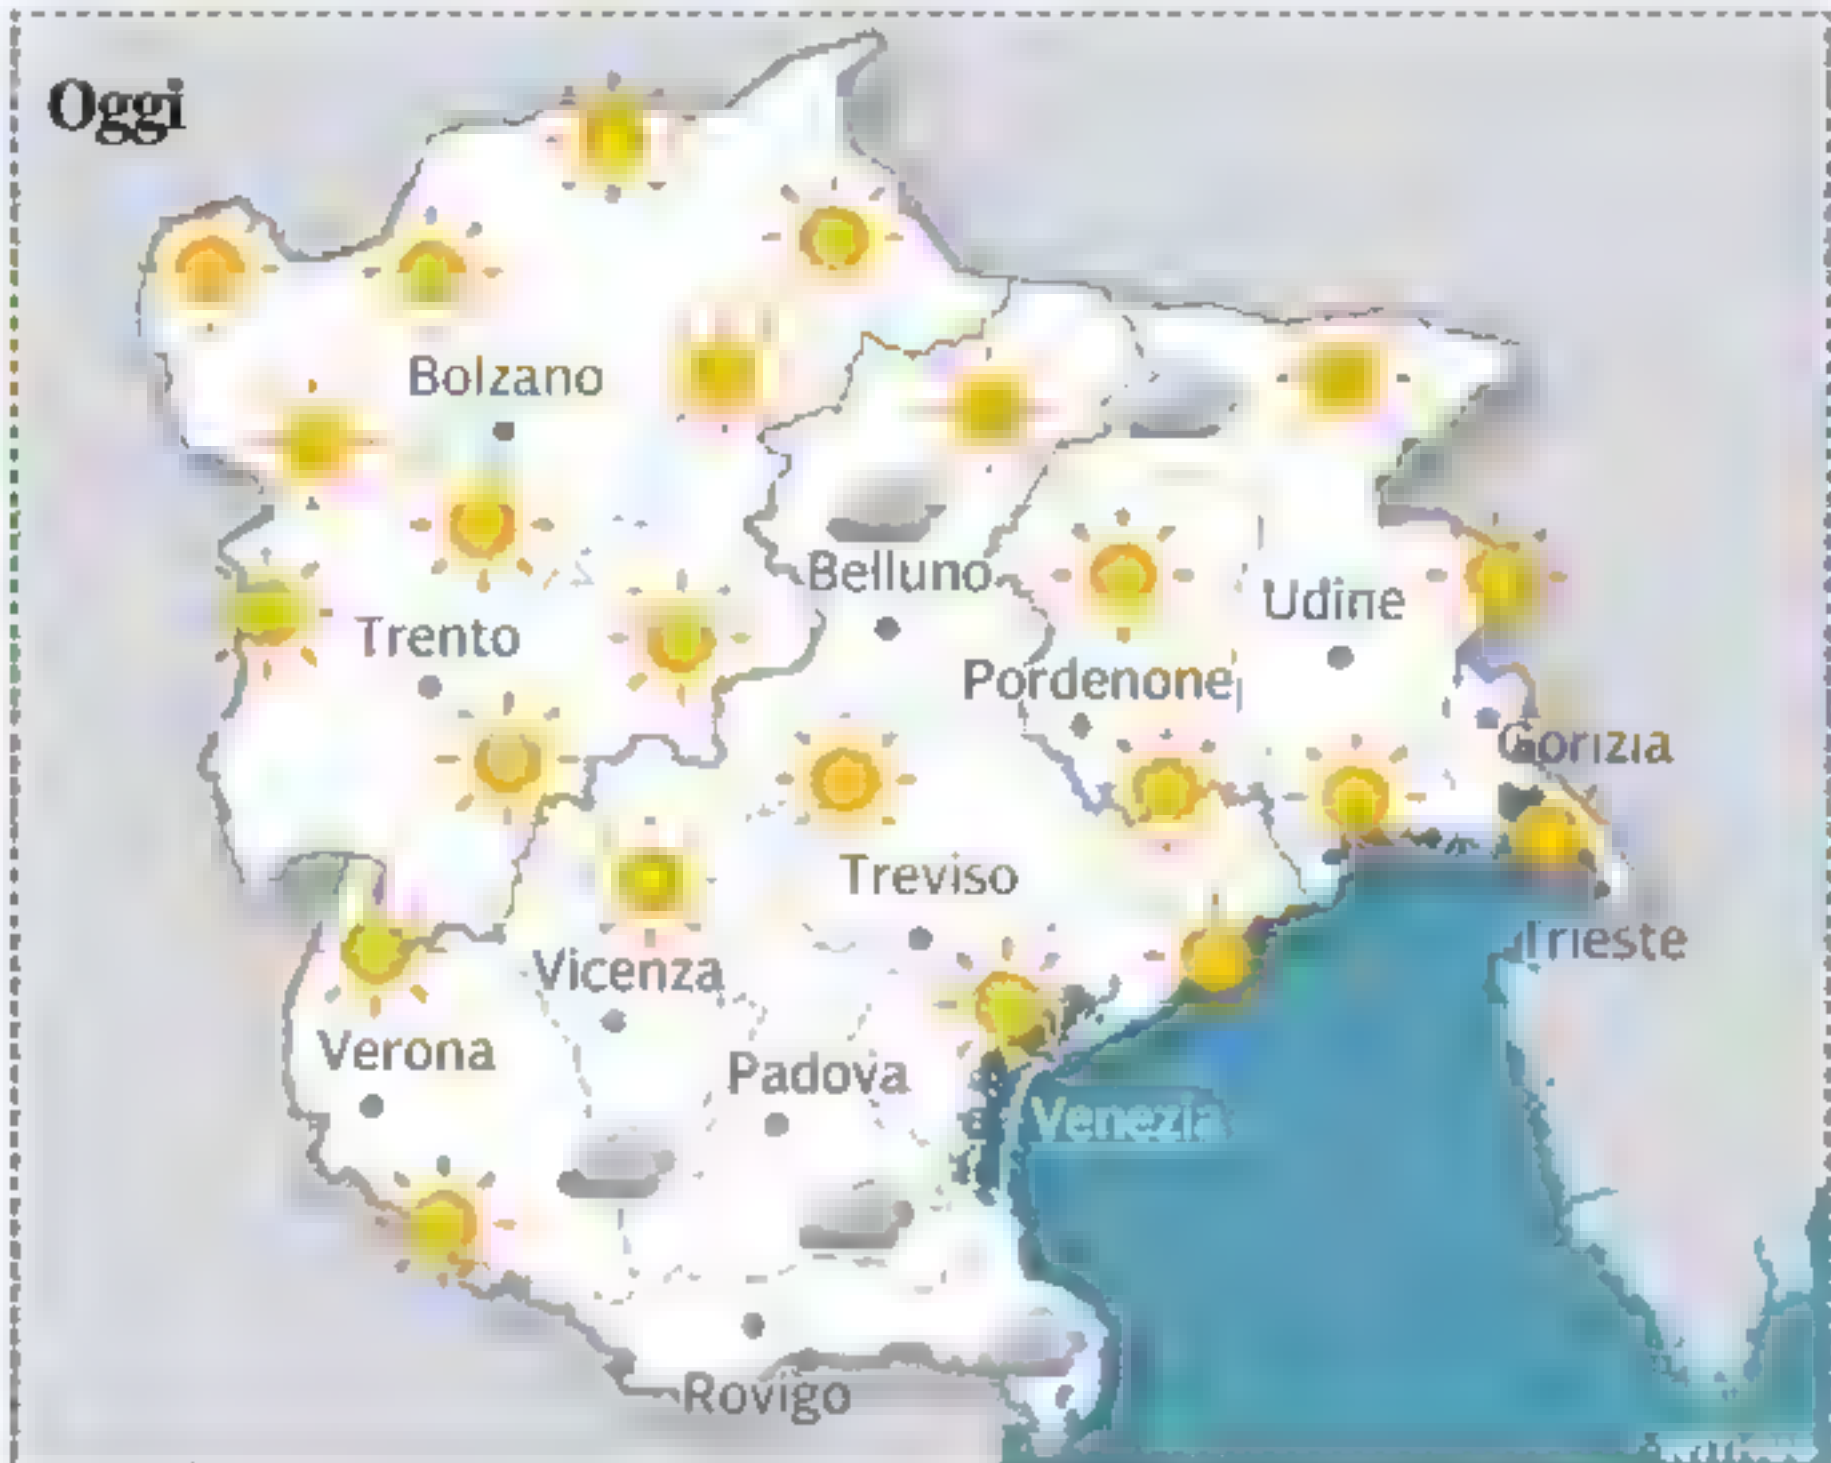 Oggi
Bolzano
Belluno
Udine
Trento
Pordenone
Gorizia
Treviso
Trieste
Vicenza
Verona
Padova
Venezia
Rovigo